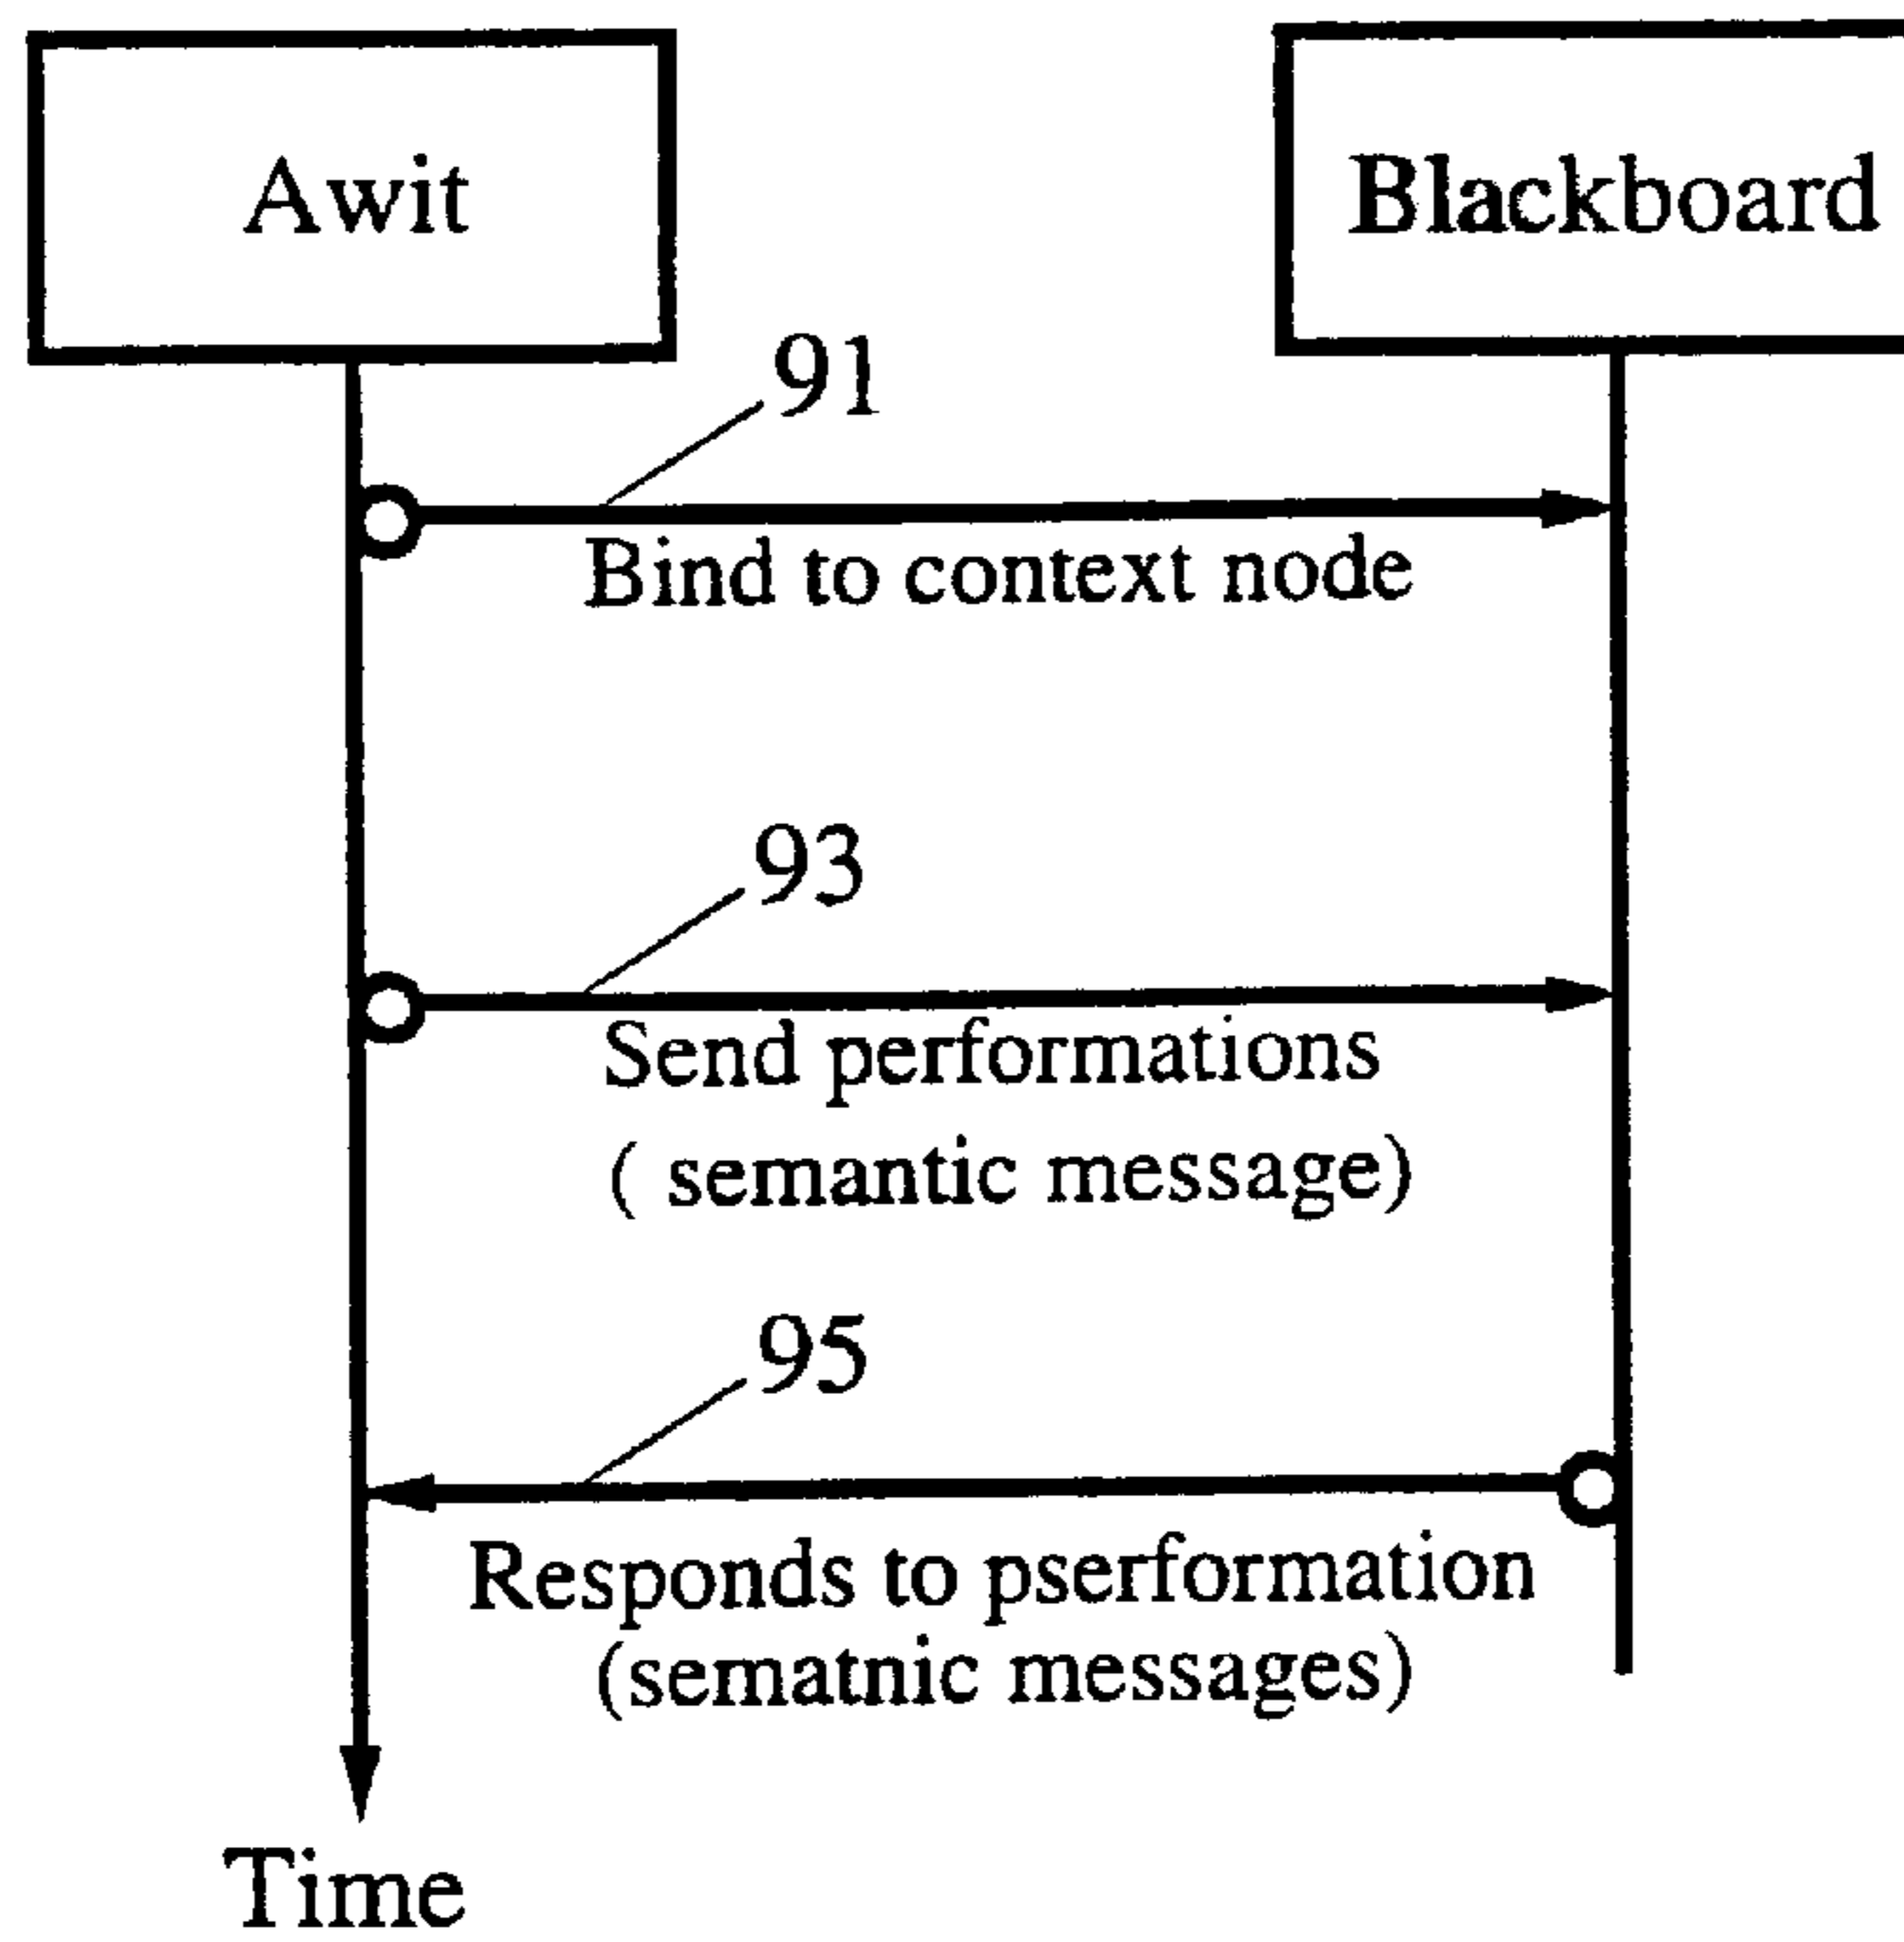 Awit
Blackboard
91
Bind to context node
93
Send performations
( semantic message)
95
Responds to pserformation
(sematnic messages)
Time